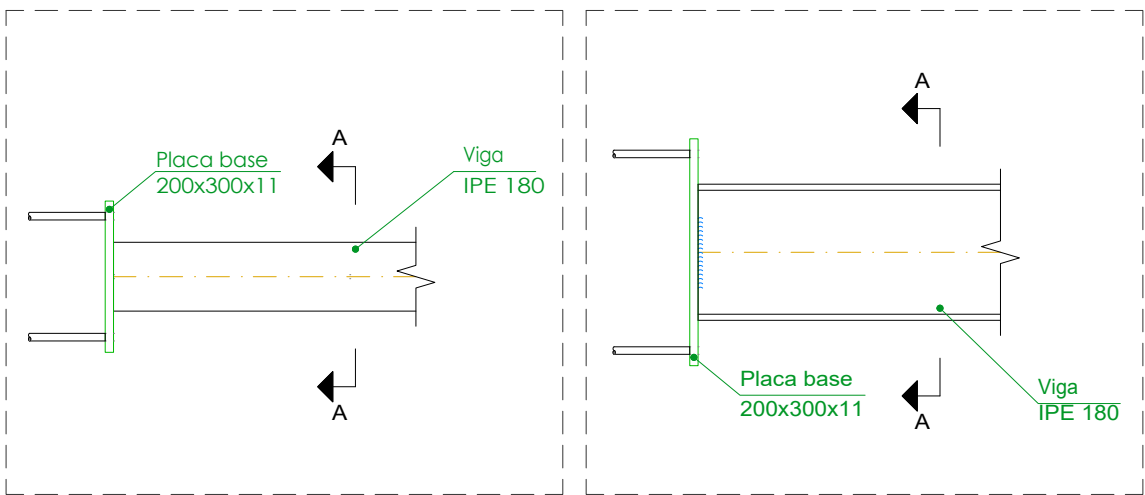 A
Placa base
200x300x11
Viga
IPE 180
A
A
Placa base
200x300x11
Viga
IPE 180
A